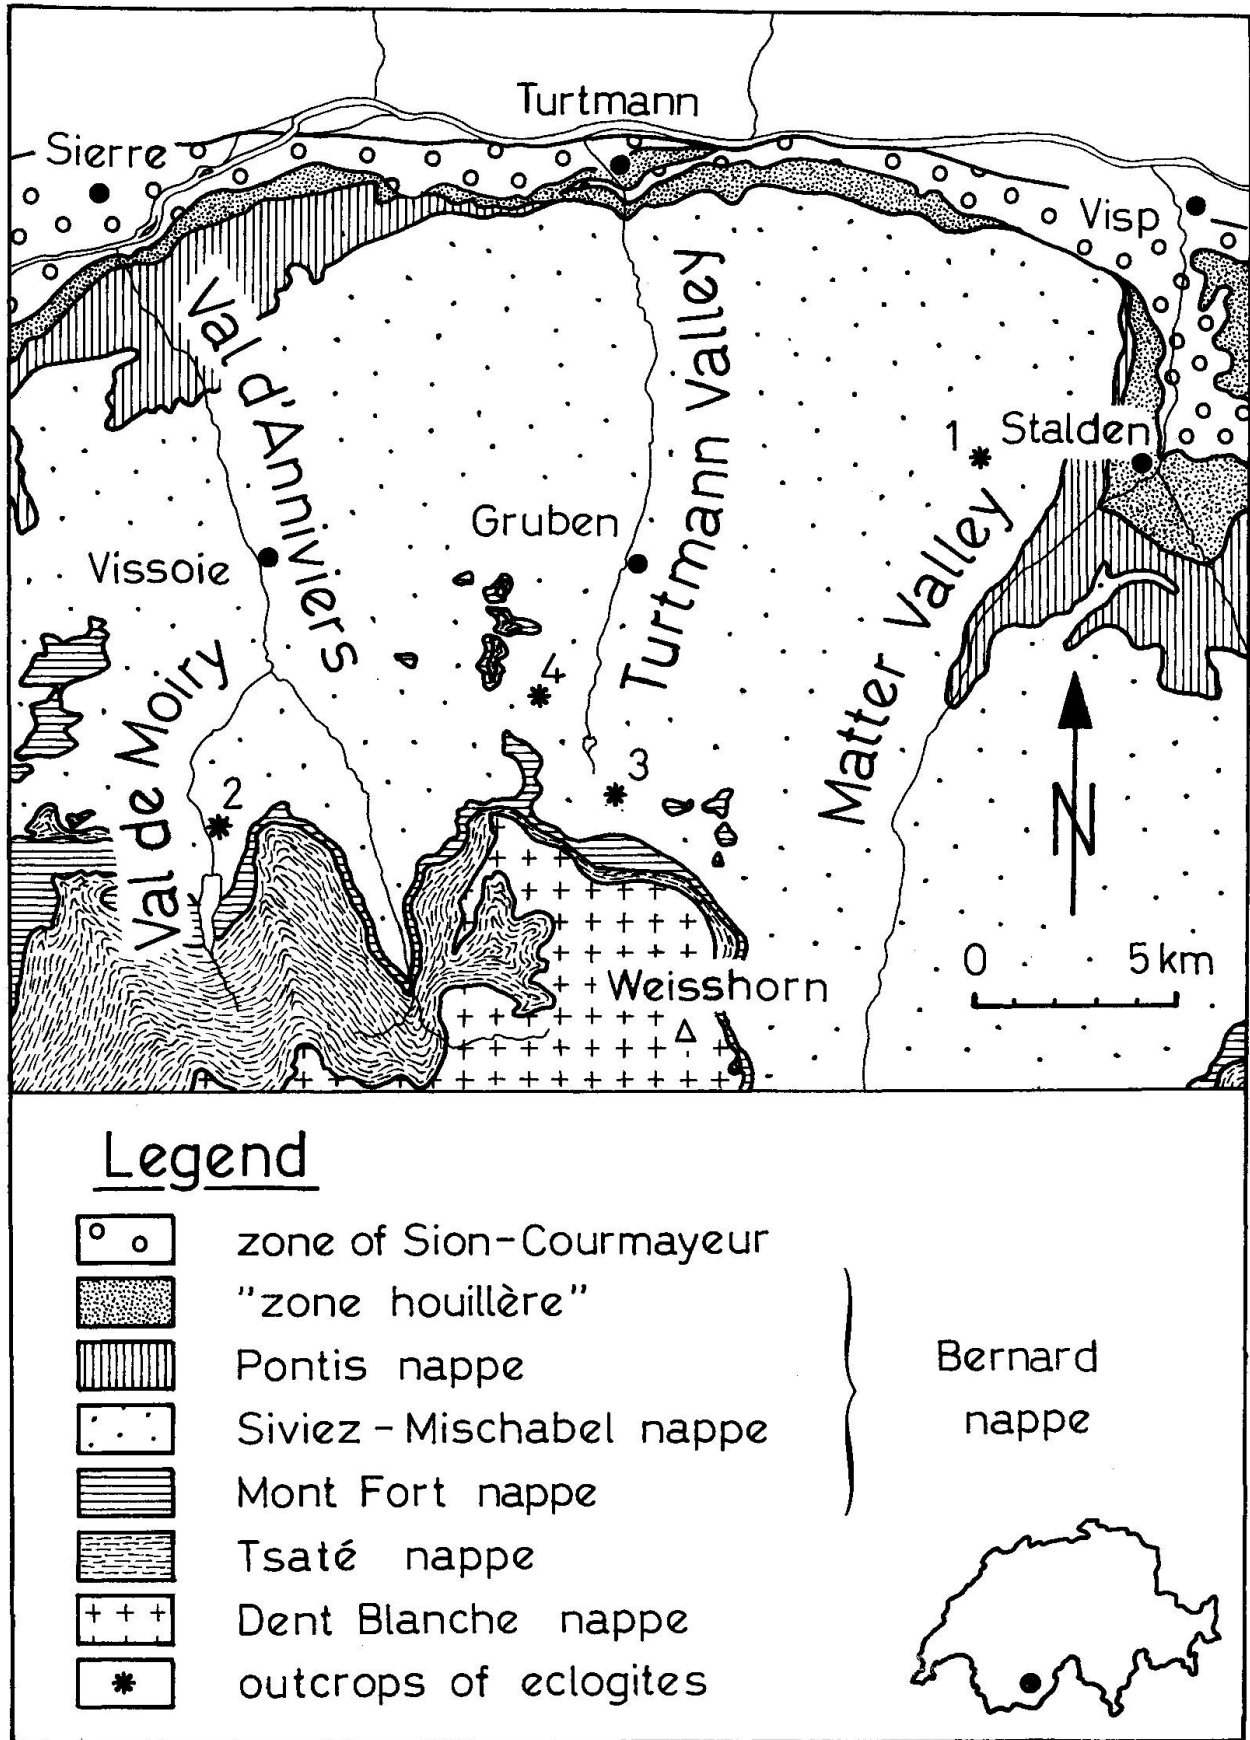 Turtmann
Sierre
Visp
Val d'Anniviers
Turtmann Valley
1
Stalden
Gruben
Matter Valley
Vissoie
4
Val de Moiry
3
2
N
0
5 km
Weisshorn
Legend
zone of Sion-Courmayeur
"zone houillère"
Pontis nappe
Siviez-Mischabel nappe
Mont Fort nappe
Tsaté nappe
Dent Blanche nappe
outcrops of eclogites
Bernard
nappe